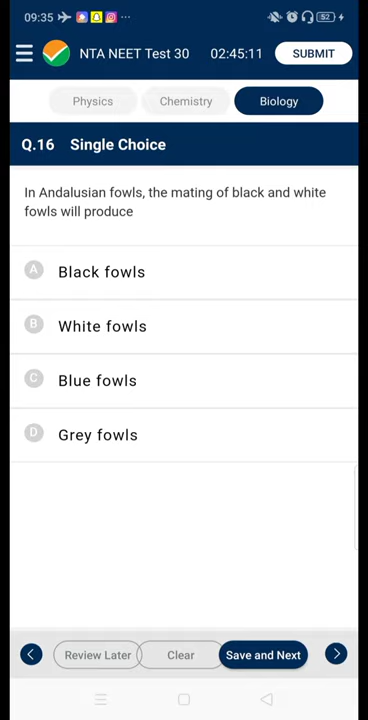 09:35
52
NTA NEET Test 30 02:45:11 SUBMIT
Physics Chemistry Biology
Q.16 Single Choice
In Andalusian fowls, the mating of black and white
fowls will produce
A Black fowls
B White fowls
C Blue fowls
D Grey fowls
Review Later Clear Save and Next